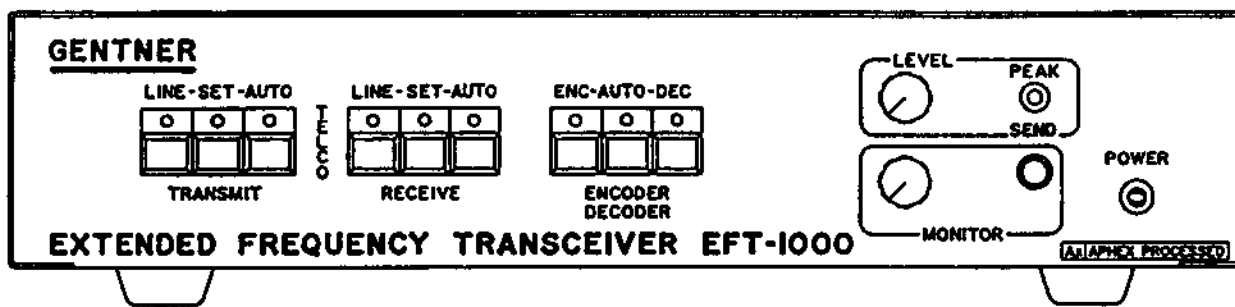 GENTNER
LINE-SET-AUTO
TRANSMIT
TELCO
LINE-SET-AUTO
RECEIVE
ENC-AUTO-DEC
ENCODER
DECODER
LEVEL
PEAK
SEND
MONITOR
POWER
EXTENDED FREQUENCY TRANSCEIVER EFT-1000
APHEX PROCESSED